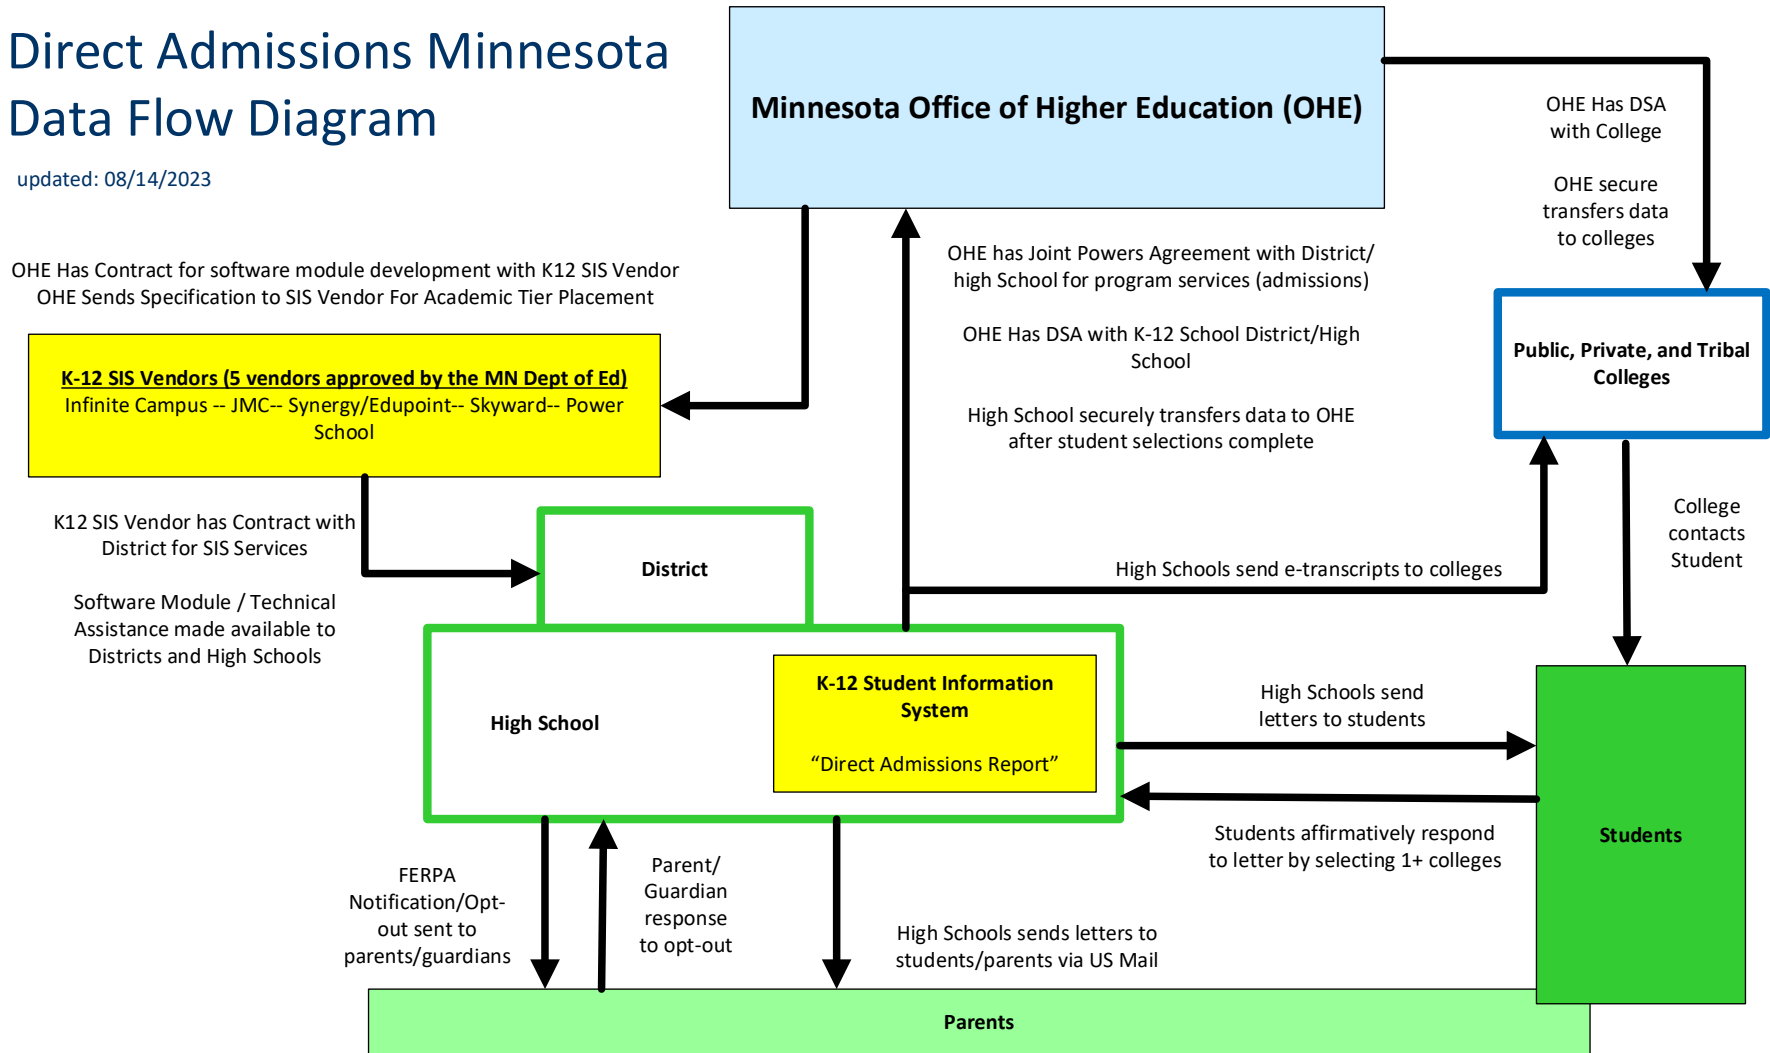 Direct Admissions Minnesota
Data Flow Diagram
updated: 08/14/2023
Minnesota Office of Higher Education (OHE)
OHE Has DSA
with College
OHE secure
transfers data
to colleges
OHE Has Contract for software module development with K12 SIS Vendor
OHE Sends Specification to SIS Vendor For Academic Tier Placement
OHE has Joint Powers Agreement with District/
high School for program services (admissions)
OHE Has DSA with K-12 School District/High
School
High School securely transfers data to OHE
after student selections complete
K-12 SIS Vendors (5 vendors approved by the MN Dept of Ed)
Infinite Campus -- JMC-- Synergy/Edupoint-- Skyward-- Power
School
Public, Private, and Tribal
Colleges
K12 SIS Vendor has Contract with
District for SIS Services
Software Module / Technical
Assistance made available to
Districts and High Schools
District
High Schools send e-transcripts to colleges
College
contacts
Student
High School
K-12 Student Information
System
“Direct Admissions Report”
High Schools send
letters to students
Students affirmatively respond
to letter by selecting 1+ colleges
Students
FERPA
Notification/Opt-
out sent to
parents/guardians
Parent/
Guardian
response
to opt-out
High Schools sends letters to
students/parents via US Mail
Parents